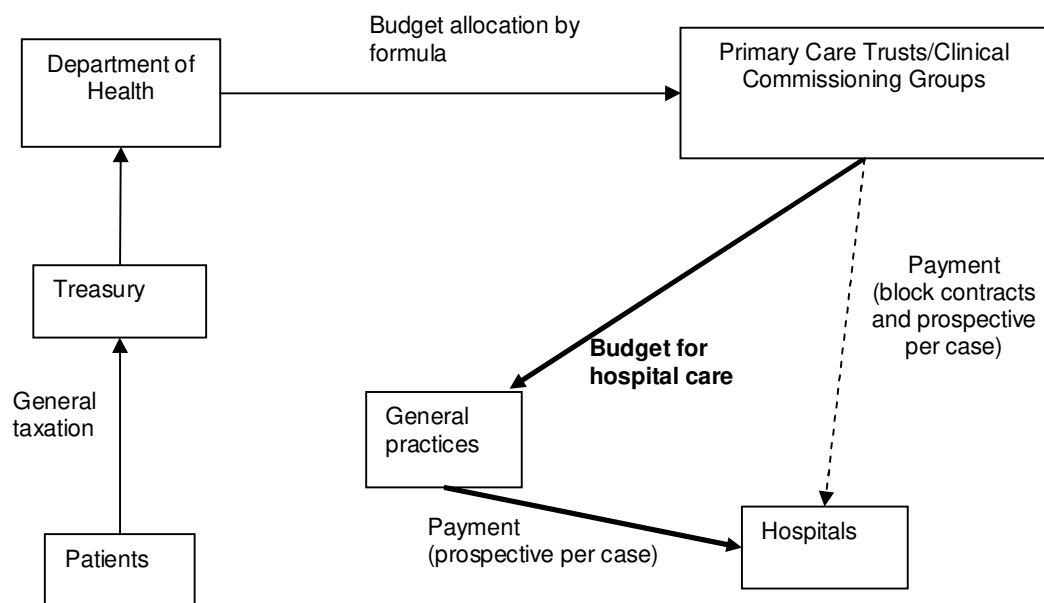 Budget allocation by
formula
Department of
Health
Primary Care Trusts/Clinical
Commissioning Groups
Treasury
Payment
(block contracts
and prospective
per case)
Budget for
hospital care
General
taxation
General
practices
Payment
(prospective per case)
Hospitals
Patients